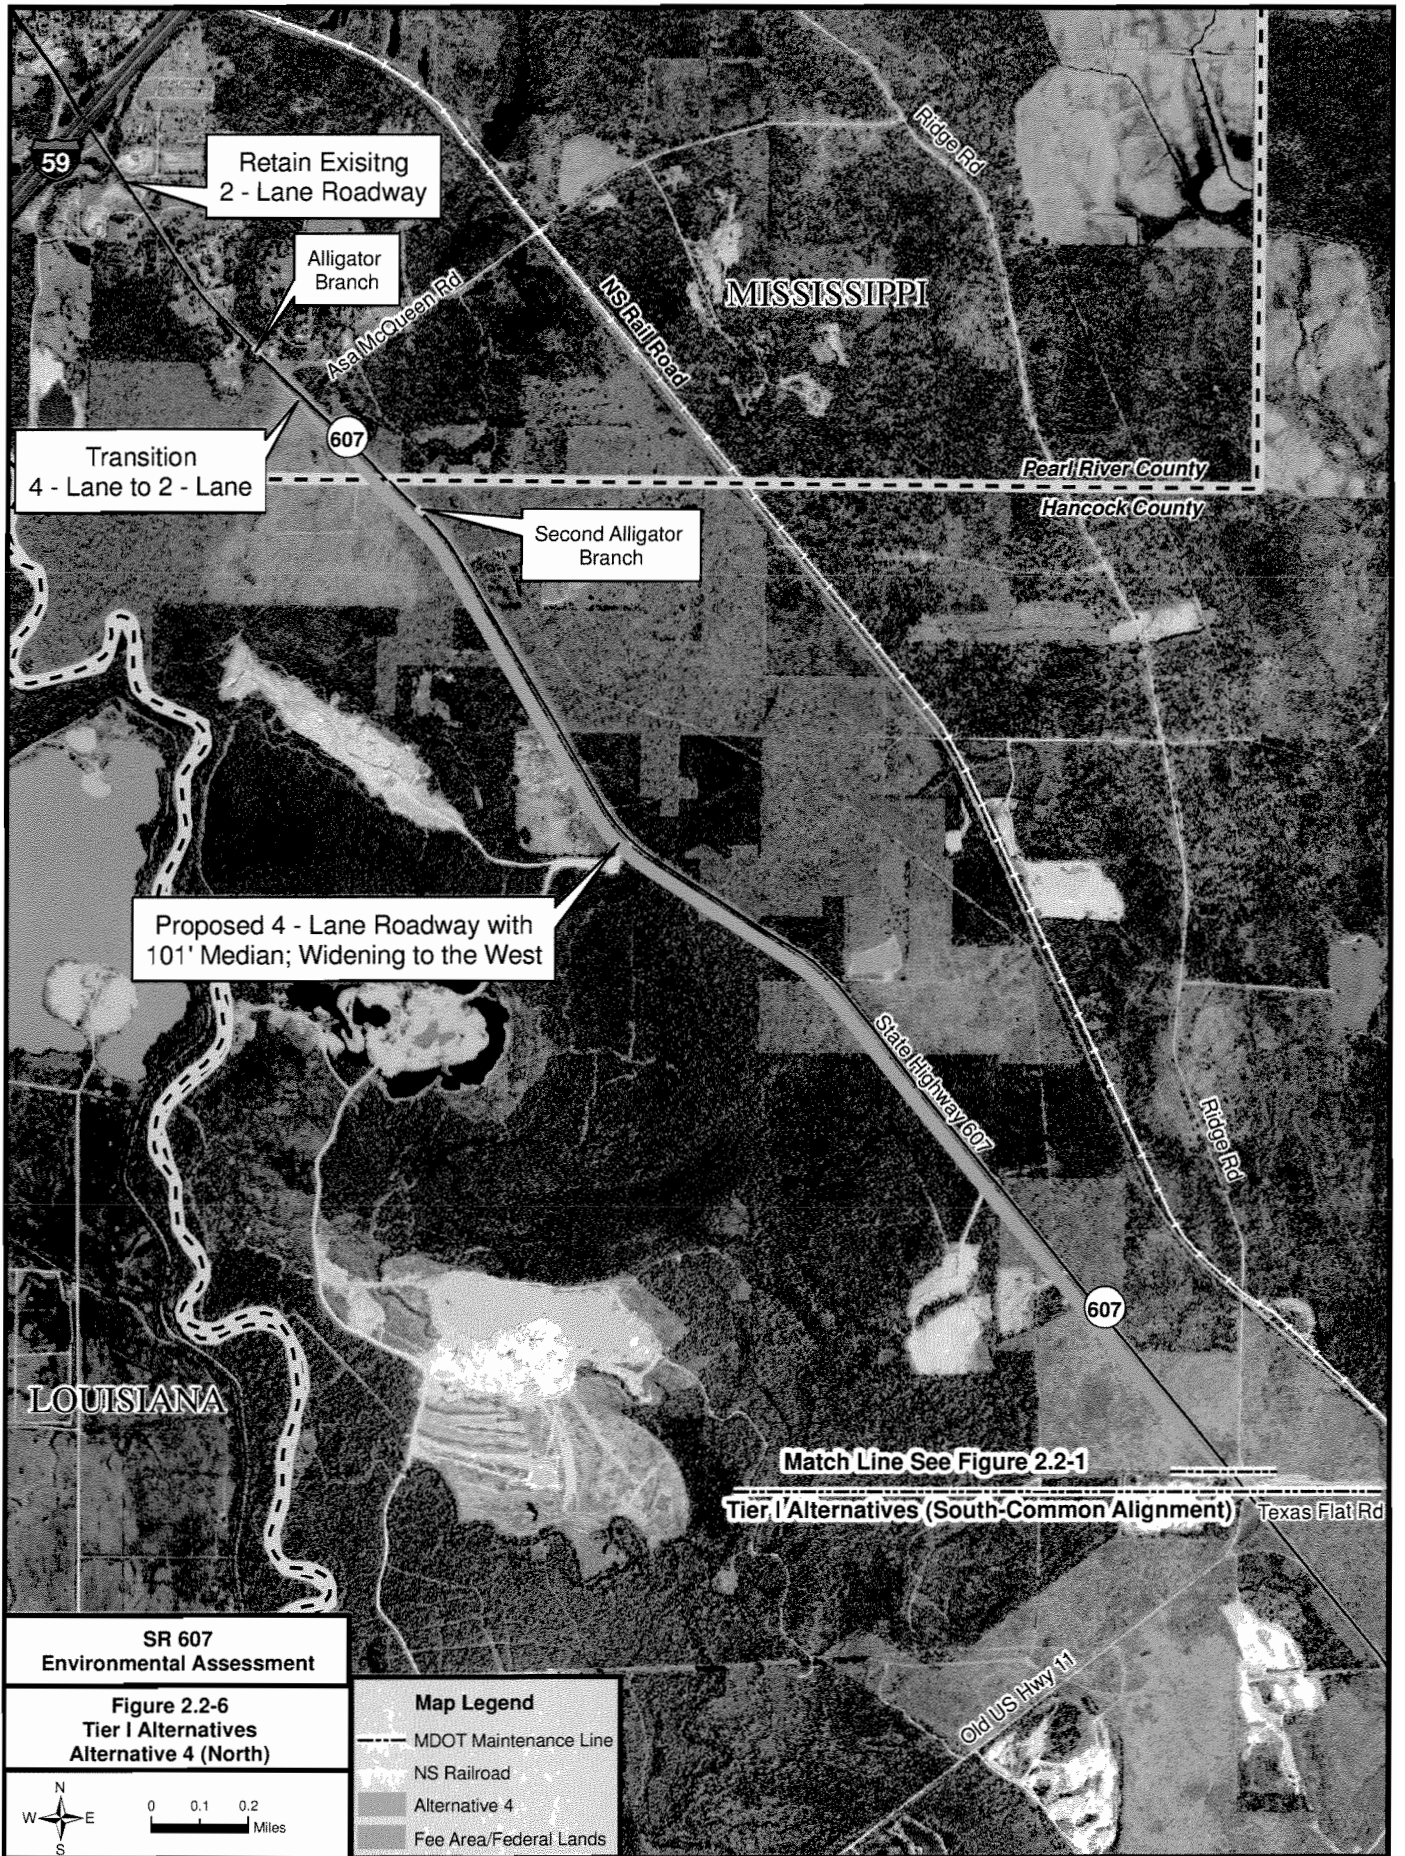 59
Retain Exisitng
2 - Lane Roadway
Ridge Rd
Alligator
Branch
Asa McQueen Rd
NS Rail Road
MISSISSIPPI
607
Transition
4 - Lane to 2 - Lane
Pearl River County
Hancock County
Second Alligator
Branch
Proposed 4 - Lane Roadway with
101' Median; Widening to the West
State Highway 607
Ridge Rd
607
LOUISIANA
Match Line See Figure 2.2-1
Tier I Alternatives (South-Common Alignment)
Texas Flat Rd
Old US Hwy 11
SR 607
Environmental Assessment
Figure 2.2-6
Tier I Alternatives
Alternative 4 (North)
N
W E
S
0 0.1 0.2
Miles
Map Legend
MDOT Maintenance Line
NS Railroad
Alternative 4
Fee Area/Federal Lands